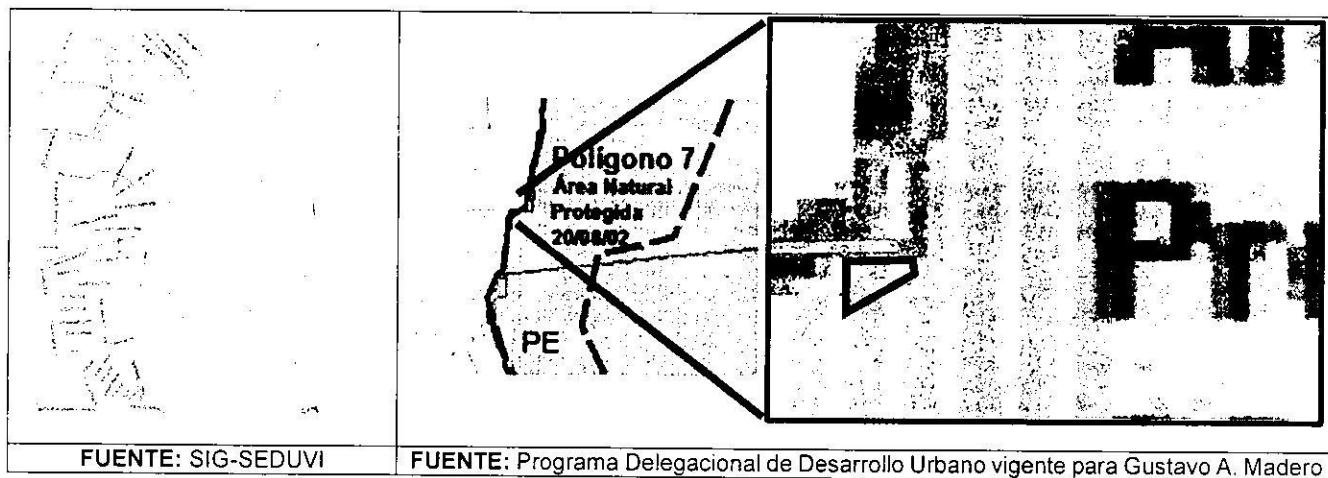 Polígono 7
Área Natural
Protegida
20/08/02
PE
FUENTE: SIG-SEDUVI
FUENTE: Programa Delegacional de Desarrollo Urbano vigente para Gustavo A. Madero